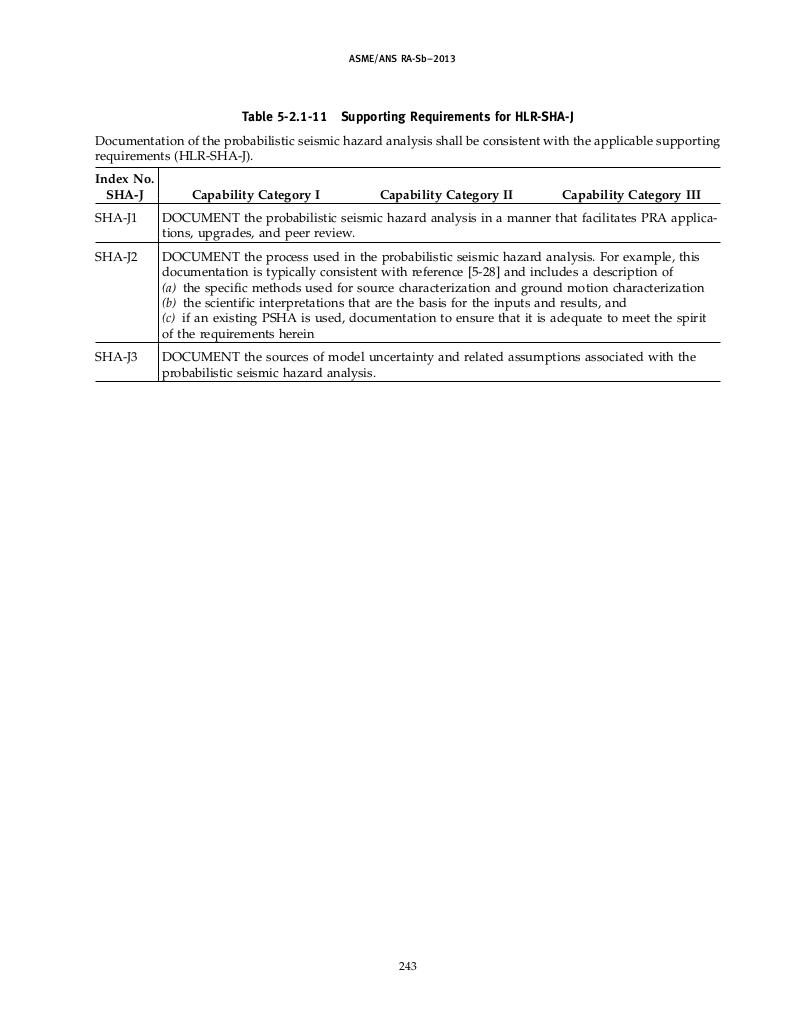 ASME/ANS RA-Sb–2013
Table 5-2.1-11 Supporting Requirements for HLR-SHA-J
Documentation of the probabilistic seismic hazard analysis shall be consistent with the applicable supporting
requirements (HLR-SHA-J).
Index No.
SHA-J Capability Category I Capability Category II Capability Category III
SHA-J1 DOCUMENT the probabilistic seismic hazard analysis in a manner that facilitates PRA applica-
tions, upgrades, and peer review.
SHA-J2 DOCUMENT the process used in the probabilistic seismic hazard analysis. For example, this
documentation is typically consistent with reference [5-28] and includes a description of
(a) the specific methods used for source characterization and ground motion characterization
(b) the scientific interpretations that are the basis for the inputs and results, and
(c) if an existing PSHA is used, documentation to ensure that it is adequate to meet the spirit
of the requirements herein
SHA-J3 DOCUMENT the sources of model uncertainty and related assumptions associated with the
probabilistic seismic hazard analysis.
243